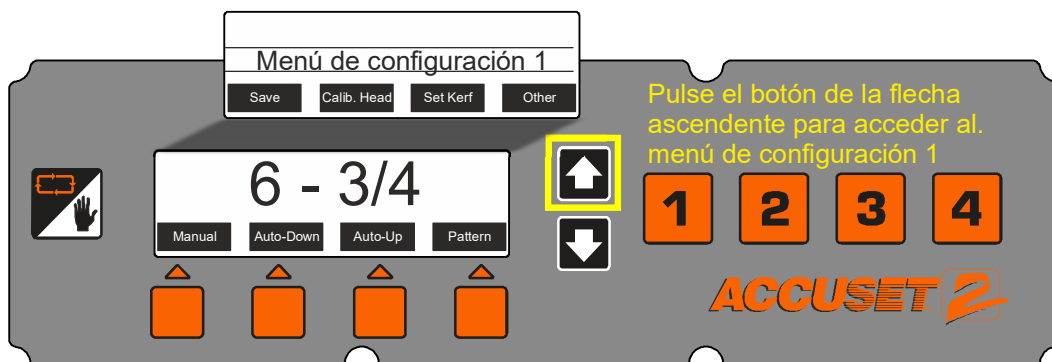 Menú de configuración 1
Save Calib. Head Set Kerf Other
Pulse el botón de la flecha
ascendente para acceder al.
menú de configuración 1
6 - 3/4
Manual Auto-Down Auto-Up Pattern
1 2 3 4
ACCUSET 2